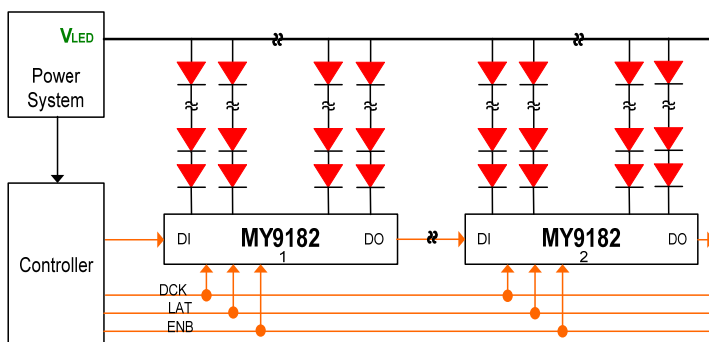 VLED
Power
System
Controller
DI MY9182 DO
1
DI MY9182 DO
2
DCK
LAT
ENB